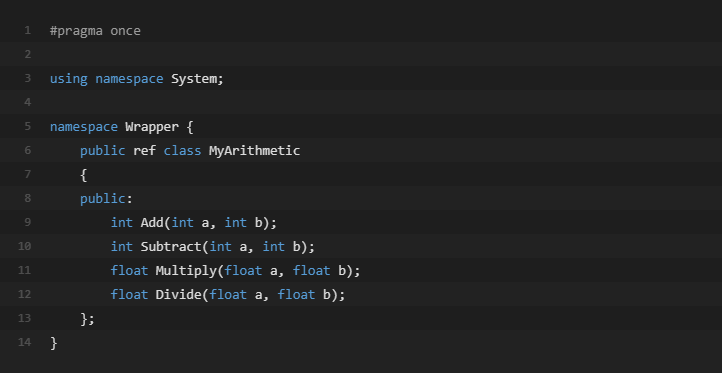 1 #pragma once
2
3 using namespace System;
4
5 namespace Wrapper {
6     public ref class MyArithmetic
7     {
8     public:
9         int Add(int a, int b);
10         int Subtract(int a, int b);
11         float Multiply(float a, float b);
12         float Divide(float a, float b);
13     };
14 }